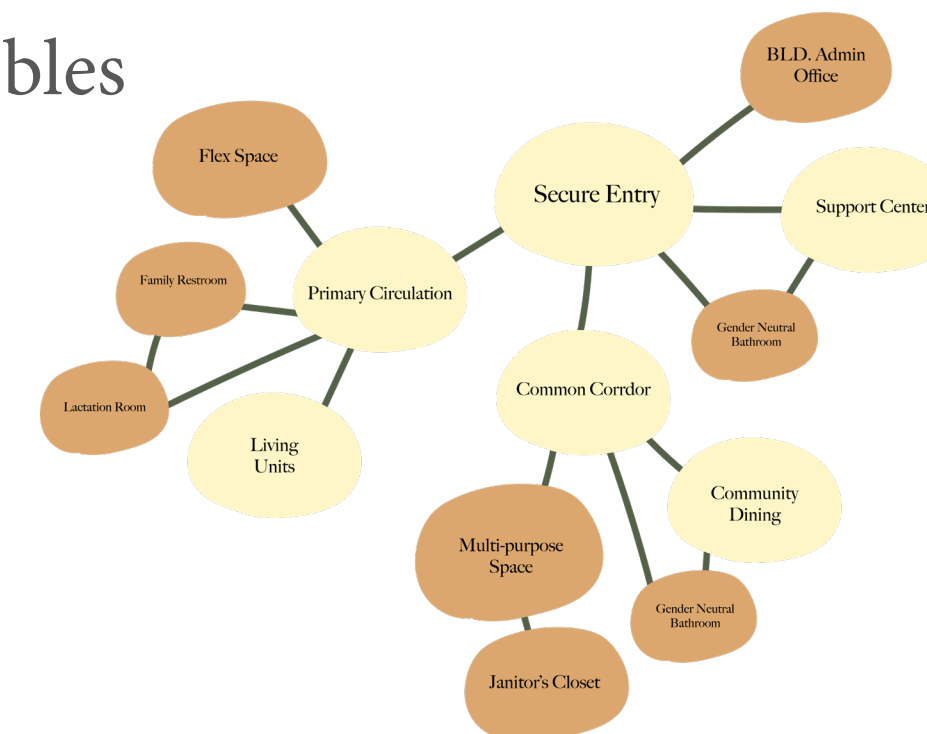 bles
BLD. Admin
Office
Flex Space
Secure Entry
Support Center
Family Restroom
Primary Circulation
Gender Neutral
Bathroom
Common Corrdor
Lactation Room
Living
Units
Community
Dining
Multi-purpose
Space
Gender Neutral
Bathroom
Janitor's Closet